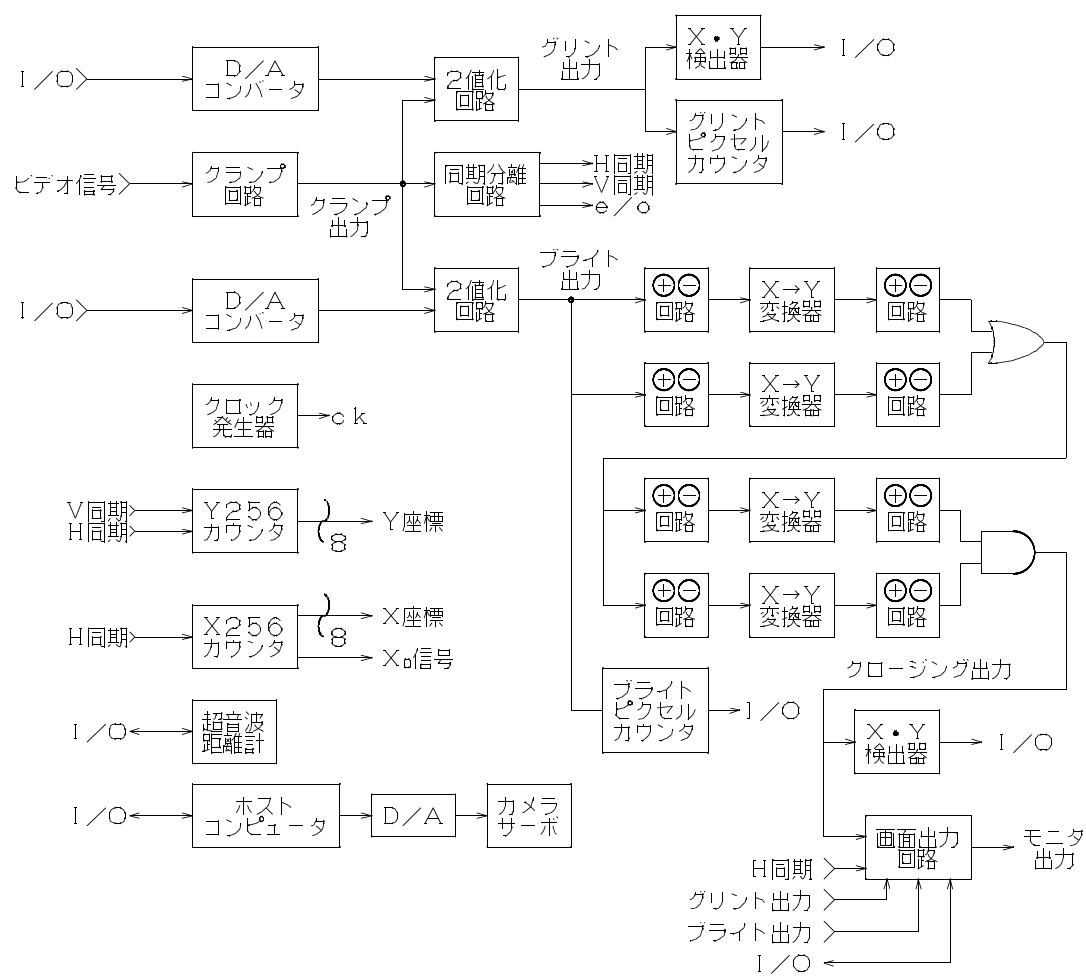 I／O
D／A
コンバータ
2値化
回路
グリント
出力
X・Y
検出器
I／O
グリント
ピクセル
カウンタ
I／O
ビデオ信号
クランプ
回路
クランプ
出力
同期分離
回路
H同期
V同期
e／o
I／O
D／A
コンバータ
2値化
回路
ブライト
出力
⊕⊖
回路
X→Y
変換器
⊕⊖
回路
⊕⊖
回路
X→Y
変換器
⊕⊖
回路
クロック
発生器
ck
V同期
H同期
Y256
カウンタ
8
Y座標
⊕⊖
回路
X→Y
変換器
⊕⊖
回路
⊕⊖
回路
X→Y
変換器
⊕⊖
回路
H同期
X256
カウンタ
8
X座標
X₀信号
クロージング出力
I／O
超音波
距離計
ブライト
ピクセル
カウンタ
I／O
X・Y
検出器
I／O
I／O
ホスト
コンピュータ
D／A
カメラ
サーボ
画面出力
回路
モニタ
出力
H同期
グリント出力
ブライト出力
I／O